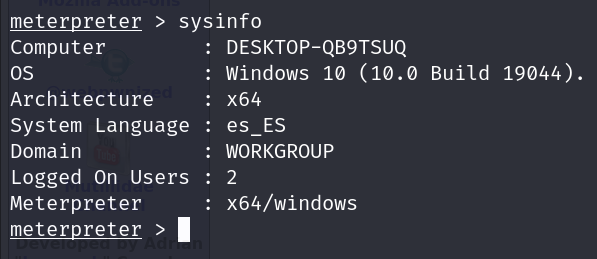 meterpreter > sysinfo
Computer        : DESKTOP-QB9TSUQ
OS              : Windows 10 (10.0 Build 19044).
Architecture    : x64
System Language : es_ES
Domain          : WORKGROUP
Logged On Users : 2
Meterpreter     : x64/windows
meterpreter >